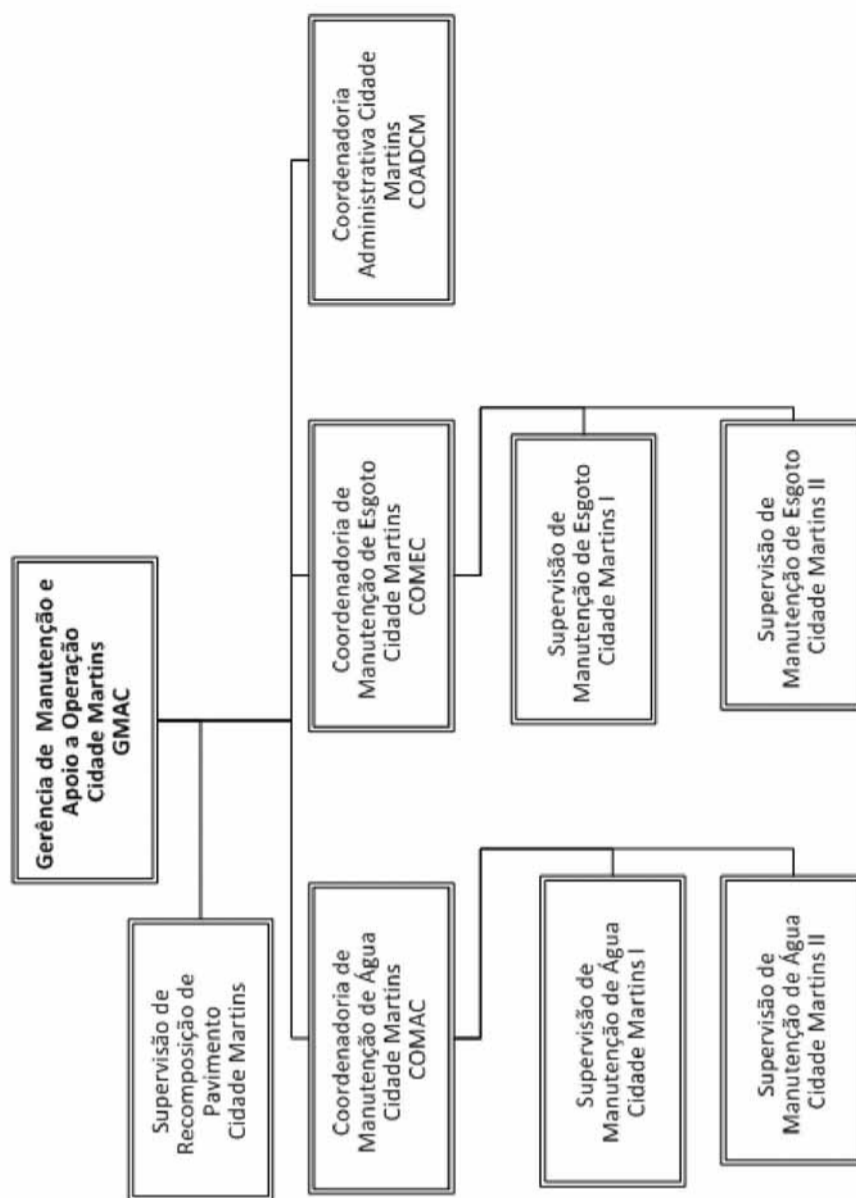 Gerência de Manutenção e
Apoio a Operação
Cidade Martins
GMAC
Supervisão de
Recomposição de
Pavimento
Cidade Martins
Coordenadoria de
Manutenção de Água
Cidade Martins
COMAC
Coordenadoria de
Manutenção de Esgoto
Cidade Martins
COMEC
Coordenadoria
Administrativa Cidade
Martins
COADCM
Supervisão de
Manutenção de Água
Cidade Martins I
Supervisão de
Manutenção de Esgoto
Cidade Martins I
Supervisão de
Manutenção de Água
Cidade Martins II
Supervisão de
Manutenção de Esgoto
Cidade Martins II